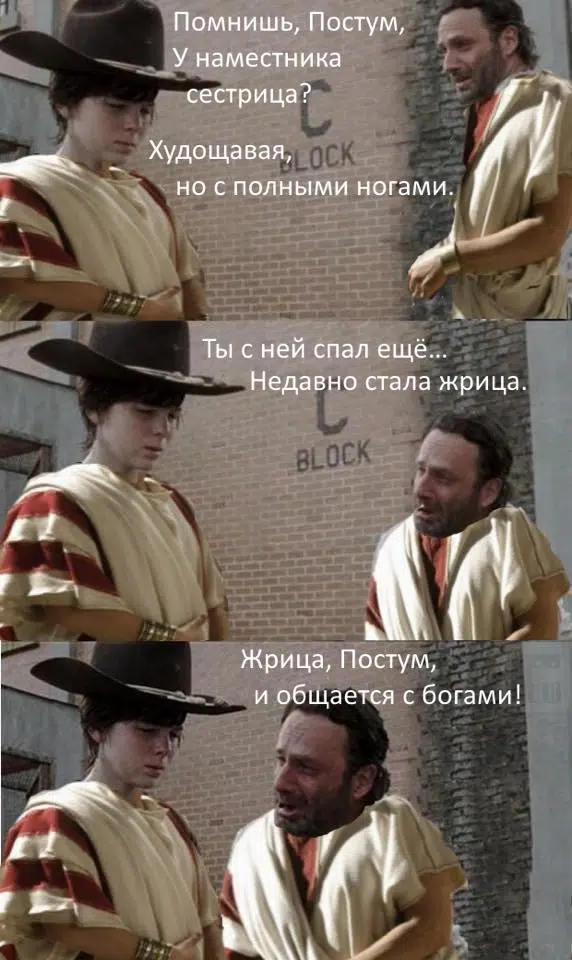 Помнишь, Постум,
У наместника
сестрица?
Худощавая,
но с полными ногами.
C
BLOCK
Ты с ней спал ещё...
Недавно стала жрица.
C
BLOCK
Жрица, Постум,
и общается с богами!